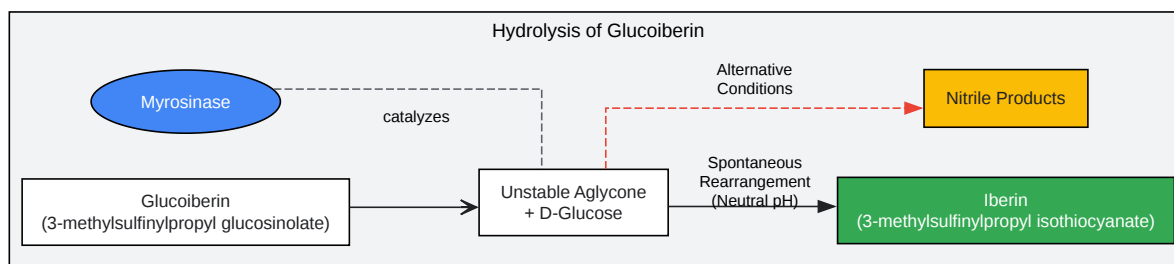 Hydrolysis of Glucoiberin
Myrosinase
catalyzes
Alternative
Conditions
Nitrile Products
Glucoiberin
(3-methylsulfinylpropyl glucosinolate)
Unstable Aglycone
+ D-Glucose
Spontaneous
Rearrangement
(Neutral pH)
Iberin
(3-methylsulfinylpropyl isothiocyanate)